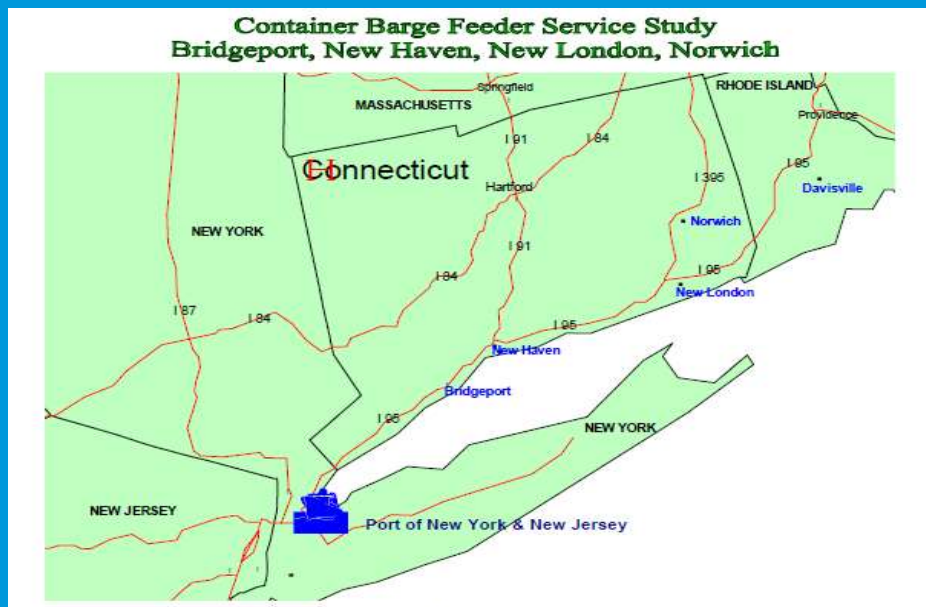 Container Barge Feeder Service Study
Bridgeport, New Haven, New London, Norwich
Springfield
RHODE ISLAND
MASSACHUSETTS
Providence
I 91
I 84
I 95
Connecticut
I 395
Hartford
Davisville
Norwich
NEW YORK
I 91
I 84
I 95
New London
I 87
I 84
I 95
New Haven
Bridgeport
I 95
NEW YORK
NEW JERSEY
Port of New York & New Jersey